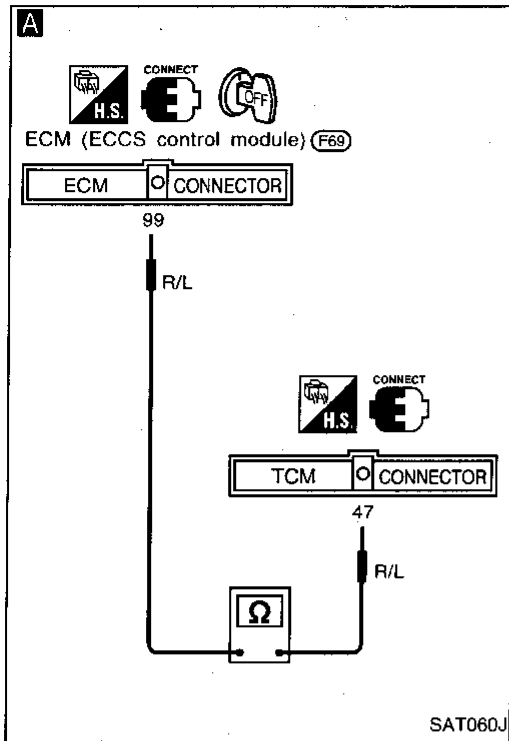 A
CONNECT
H.S.
OFF
ECM (ECCS control module) F69
ECM CONNECTOR
99
R/L
CONNECT
H.S.
TCM CONNECTOR
47
R/L
Ω
SAT060J